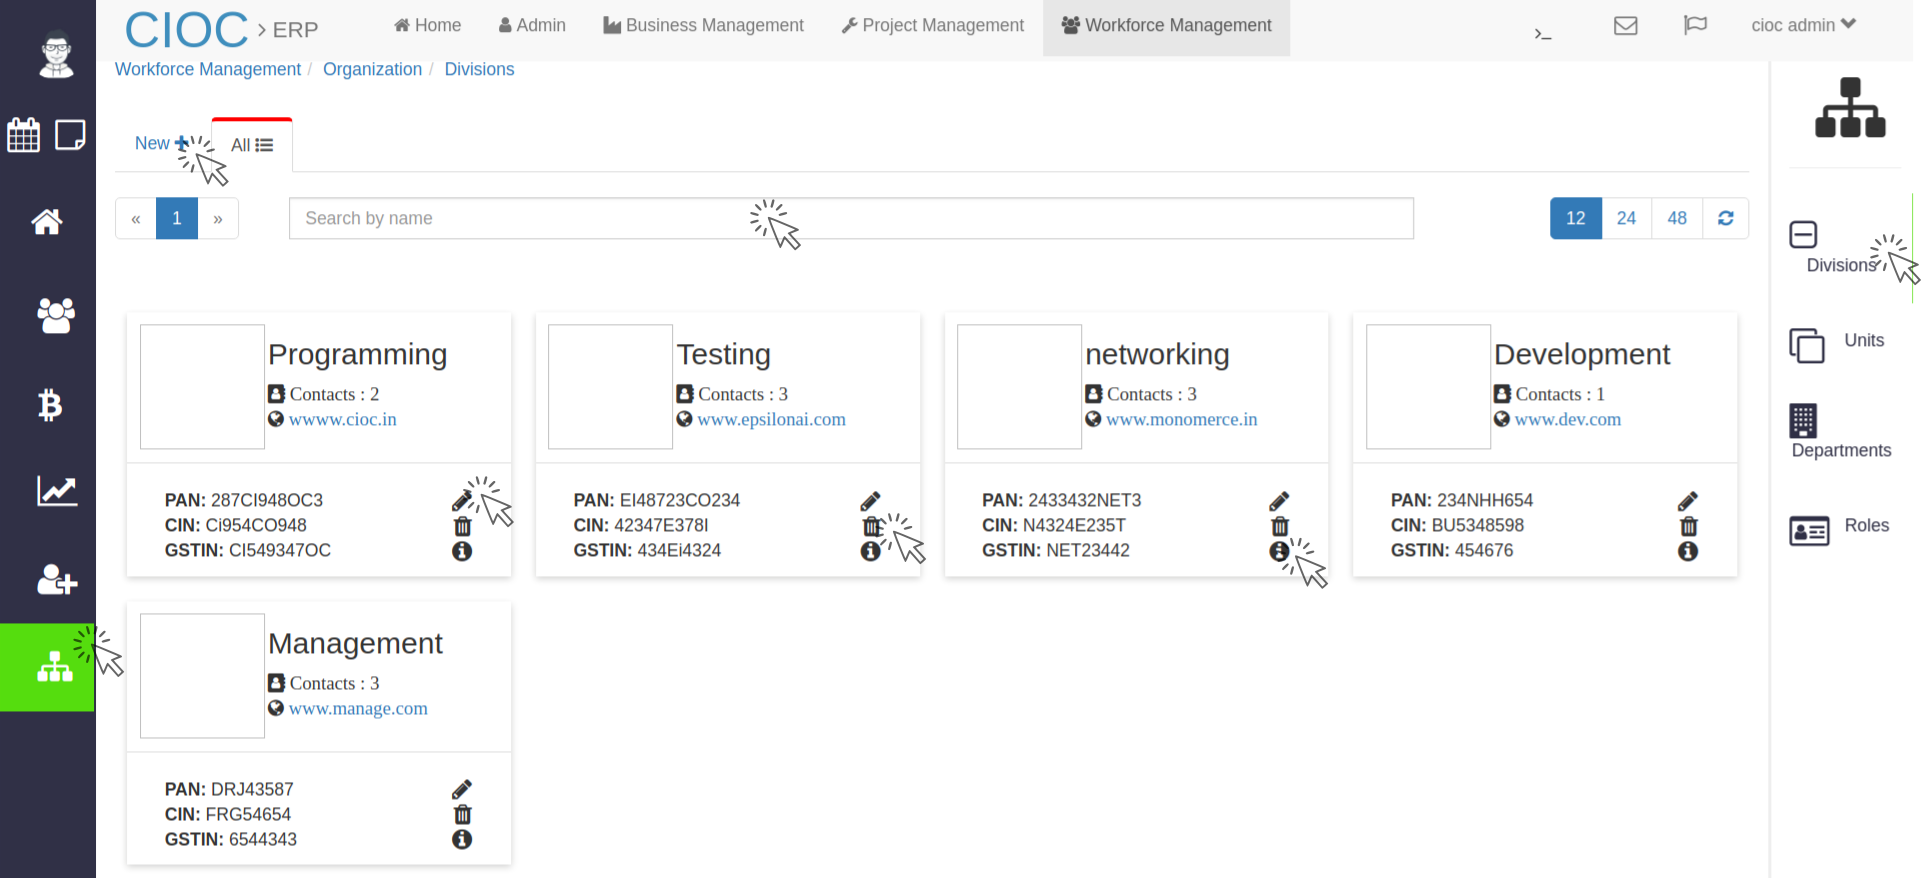 CIOC > ERP
Home
Admin
Business Management
Project Management
Workforce Management
>_
cioc admin
Workforce Management / Organization / Divisions
New
All
« 1 »
Search by name
12 24 48
Programming
Contacts : 2
wwww.cioc.in
PAN: 287CI948OC3
CIN: Ci954CO948
GSTIN: CI549347OC
Testing
Contacts : 3
www.epsilonai.com
PAN: EI48723CO234
CIN: 42347E378I
GSTIN: 434Ei4324
networking
Contacts : 3
www.monomerce.in
PAN: 2433432NET3
CIN: N4324E235T
GSTIN: NET23442
Development
Contacts : 1
www.dev.com
PAN: 234NHH654
CIN: BU5348598
GSTIN: 454676
Management
Contacts : 3
www.manage.com
PAN: DRJ43587
CIN: FRG54654
GSTIN: 6544343
Divisions
Units
Departments
Roles